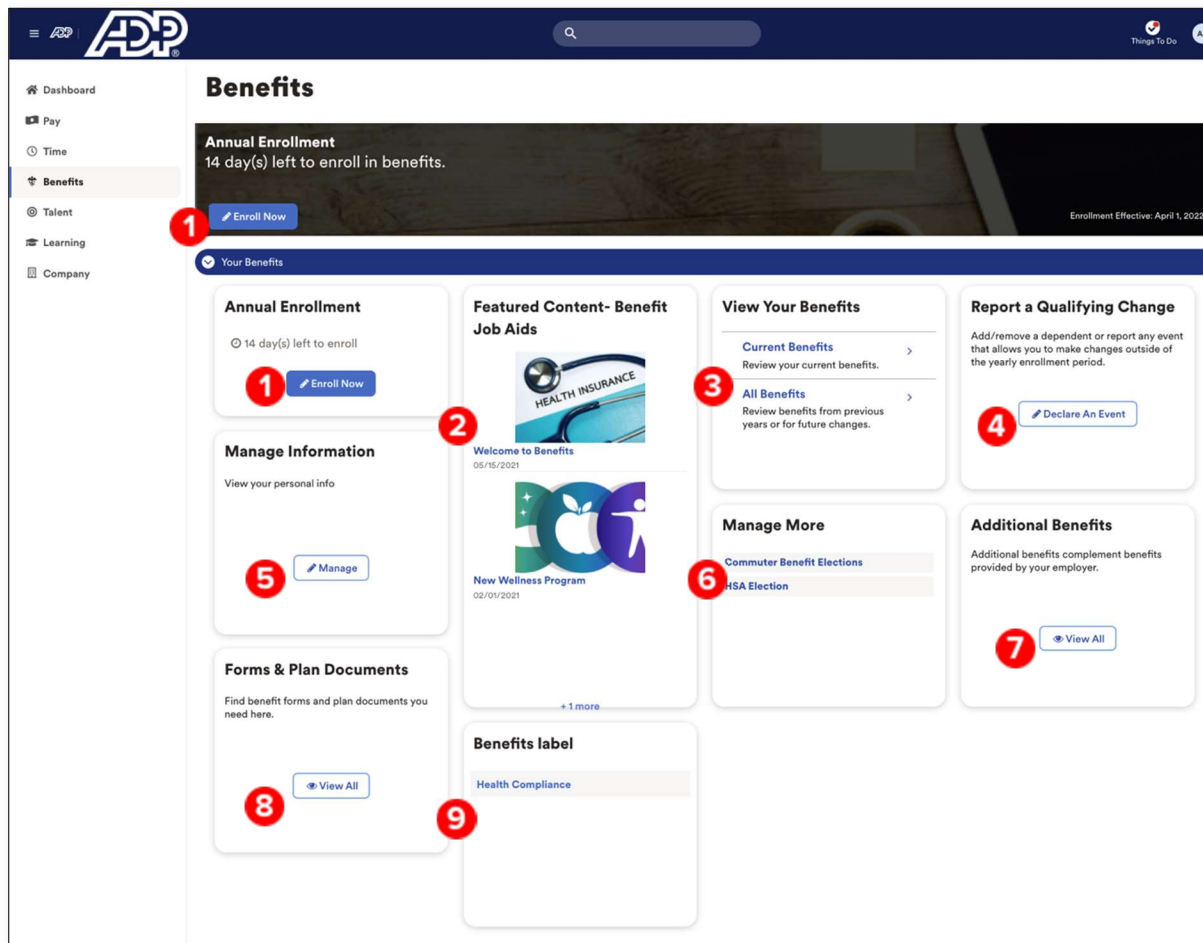 ADP
ADP®
Things To Do
A
Dashboard
Pay
Time
Benefits
Talent
Learning
Company
Benefits
Annual Enrollment
14 day(s) left to enroll in benefits.
1
Enroll Now
Enrollment Effective: April 1, 2022
Your Benefits
Annual Enrollment
14 day(s) left to enroll
1
Enroll Now
Featured Content- Benefit
Job Aids
HEALTH INSURANCE
2
Welcome to Benefits
05/15/2021
New Wellness Program
02/01/2021
+ 1 more
View Your Benefits
Current Benefits
Review your current benefits.
3
All Benefits
Review benefits from previous
years or for future changes.
Report a Qualifying Change
Add/remove a dependent or report any event
that allows you to make changes outside of
the yearly enrollment period.
4
Declare An Event
Manage Information
View your personal info
5
Manage
Manage More
Commuter Benefit Elections
6
HSA Election
Additional Benefits
Additional benefits complement benefits
provided by your employer.
7
View All
Forms & Plan Documents
Find benefit forms and plan documents you
need here.
8
View All
Benefits label
Health Compliance
9